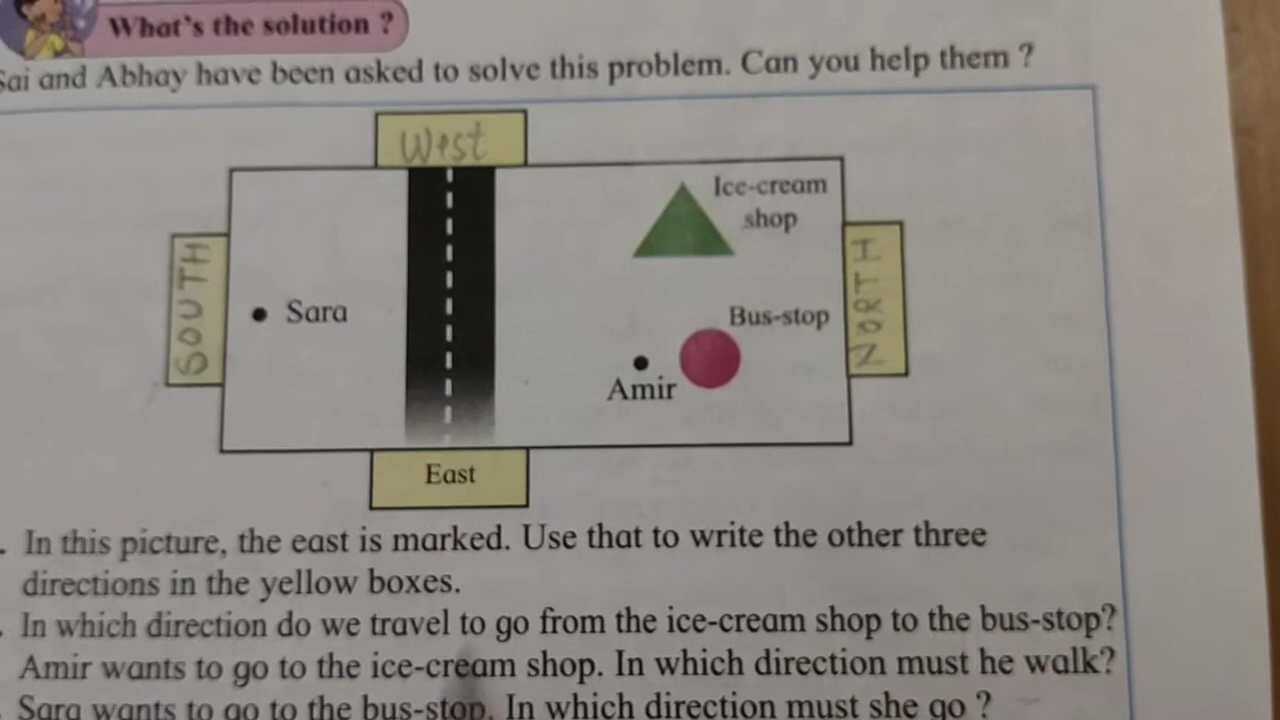 What's the solution ?
Sai and Abhay have been asked to solve this problem. Can you help them ?
West
Ice-cream
shop
SOUTH
NORTH
Sara
Bus-stop
Amir
East
. In this picture, the east is marked. Use that to write the other three
directions in the yellow boxes.
. In which direction do we travel to go from the ice-cream shop to the bus-stop?
Amir wants to go to the ice-cream shop. In which direction must he walk?
Sara wants to go to the bus-stop. In which direction must she go ?